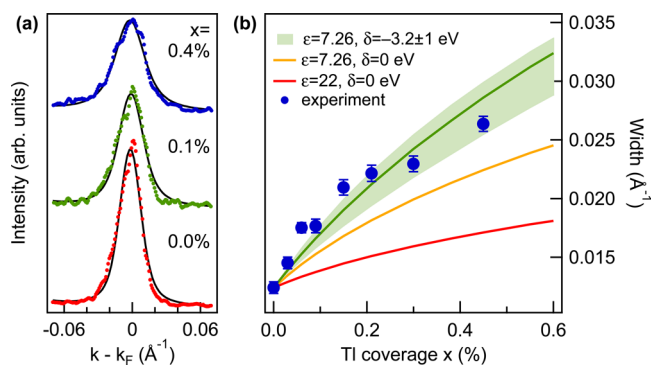 (a)
x=
0.4%
0.1%
0.0%
Intensity (arb. units)
-0.06
0
0.06
k - kF (Å⁻¹)
(b)
ε=7.26, δ=–3.2±1 eV
ε=7.26, δ=0 eV
ε=22, δ=0 eV
experiment
0.035
0.030
0.025
0.020
0.015
Width (Å⁻¹)
0.0
0.2
0.4
0.6
Tl coverage x (%)